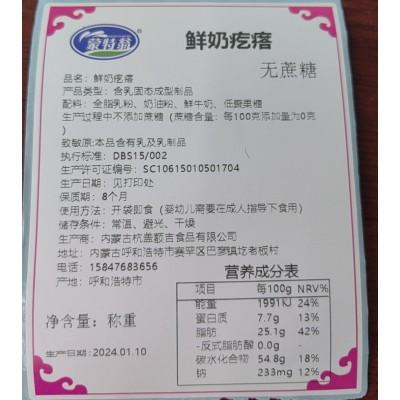 蒙特翁
鲜奶疙瘩
无蔗糖
品名：鲜奶疙瘩
产品类型：含乳固态成型制品
配料：全脂乳粉、奶油粉、鲜牛奶、低聚果糖
生产过程中不添加蔗糖（蔗糖含量：每100克添加量为0克）
致敏原:本品含有乳及乳制品
执行标准：DBS15/002
生产许可证编号：SC10615010501704
生产日期：见打印处
保质期：8个月
使用方法：开袋即食（婴幼儿需要在成人指导下食用）
储存条件：常温、避光、干燥
生产商：内蒙古杭盖额吉食品有限公司
地址：内蒙古呼和浩特市赛罕区巴彦镇圪老板村
电话：15847683656
产地：呼和浩特市
净含量：称重
生产日期：2024.01.10
营养成分表
项目 每100g NRV%
能量 1991KJ 24%
蛋白质 7.7g 13%
脂肪 25.1g 42%
-反式脂肪酸 0.0g
碳水化合物 54.8g 18%
钠 233mg 12%